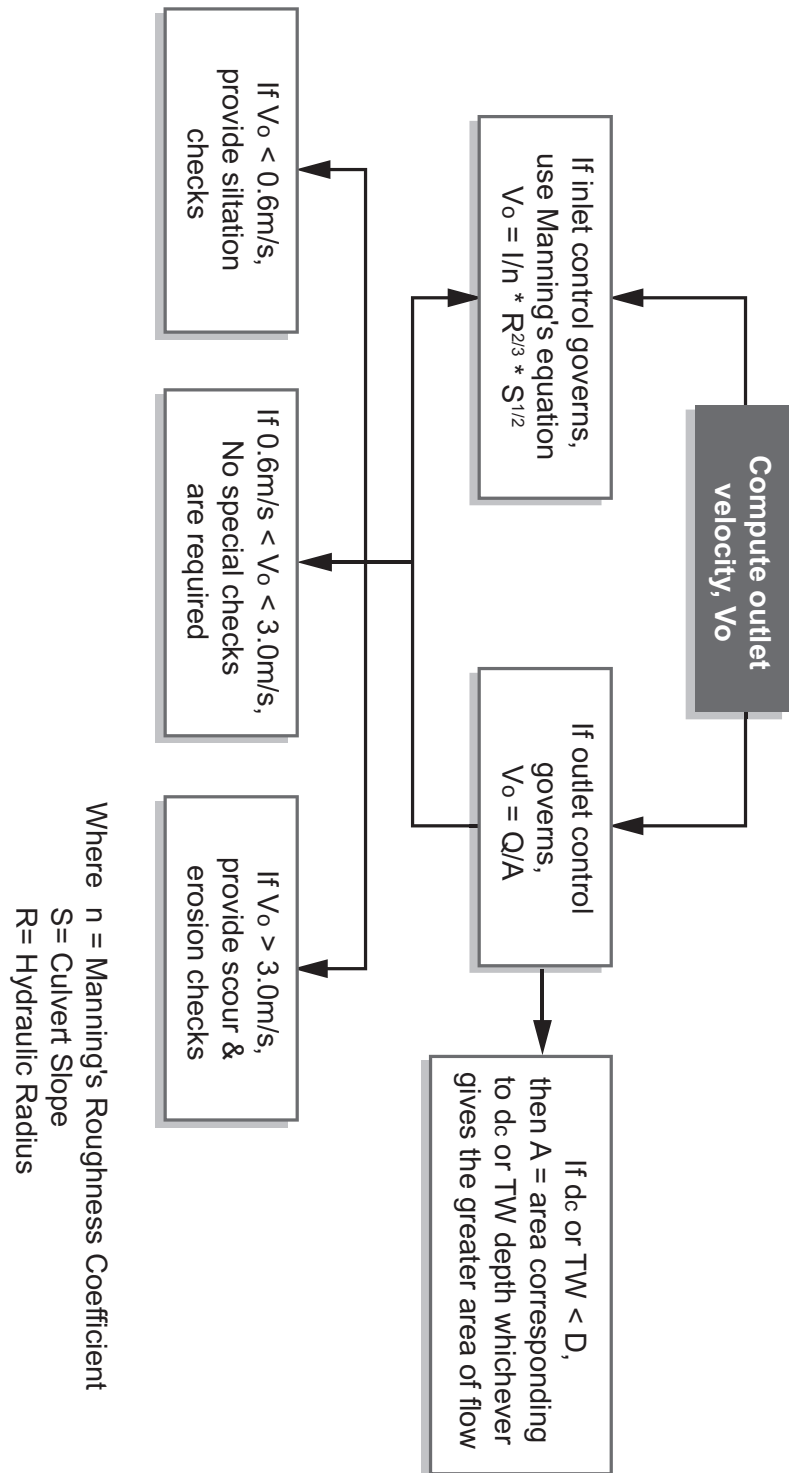 Compute outlet
velocity, Vo
If inlet control governs,
use Manning's equation
Vo = I/n * R2/3 * S1/2
If outlet control
governs,
Vo = Q/A
If dc or TW < D,
then A = area corresponding
to dc or TW depth whichever
gives the greater area of flow
If Vo < 0.6m/s,
provide siltation
checks
If 0.6m/s < Vo < 3.0m/s,
No special checks
are required
If Vo > 3.0m/s,
provide scour &
erosion checks
Where n = Manning's Roughness Coefficient
S= Culvert Slope
R= Hydraulic Radius